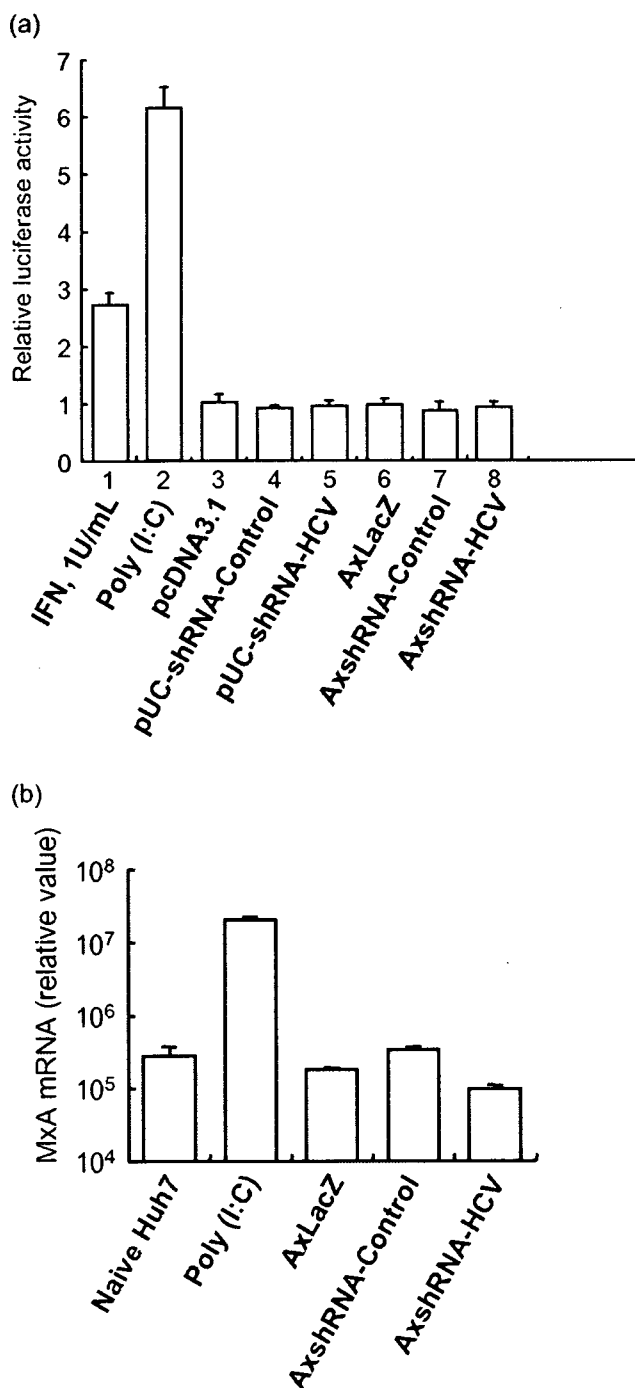 (a)
Relative luciferase activity
7
6
5
4
3
2
1
0
1 2 3 4 5 6 7 8
IFN, 1U/mL
Poly (I:C)
pcDNA3.1
pUC-shRNA-Control
pUC-shRNA-HCV
AxLacZ
AxshRNA-Control
AxshRNA-HCV
(b)
MxA mRNA (relative value)
10⁸
10⁷
10⁶
10⁵
10⁴
Naive Huh7
Poly (I:C)
AxLacZ
AxshRNA-Control
AxshRNA-HCV